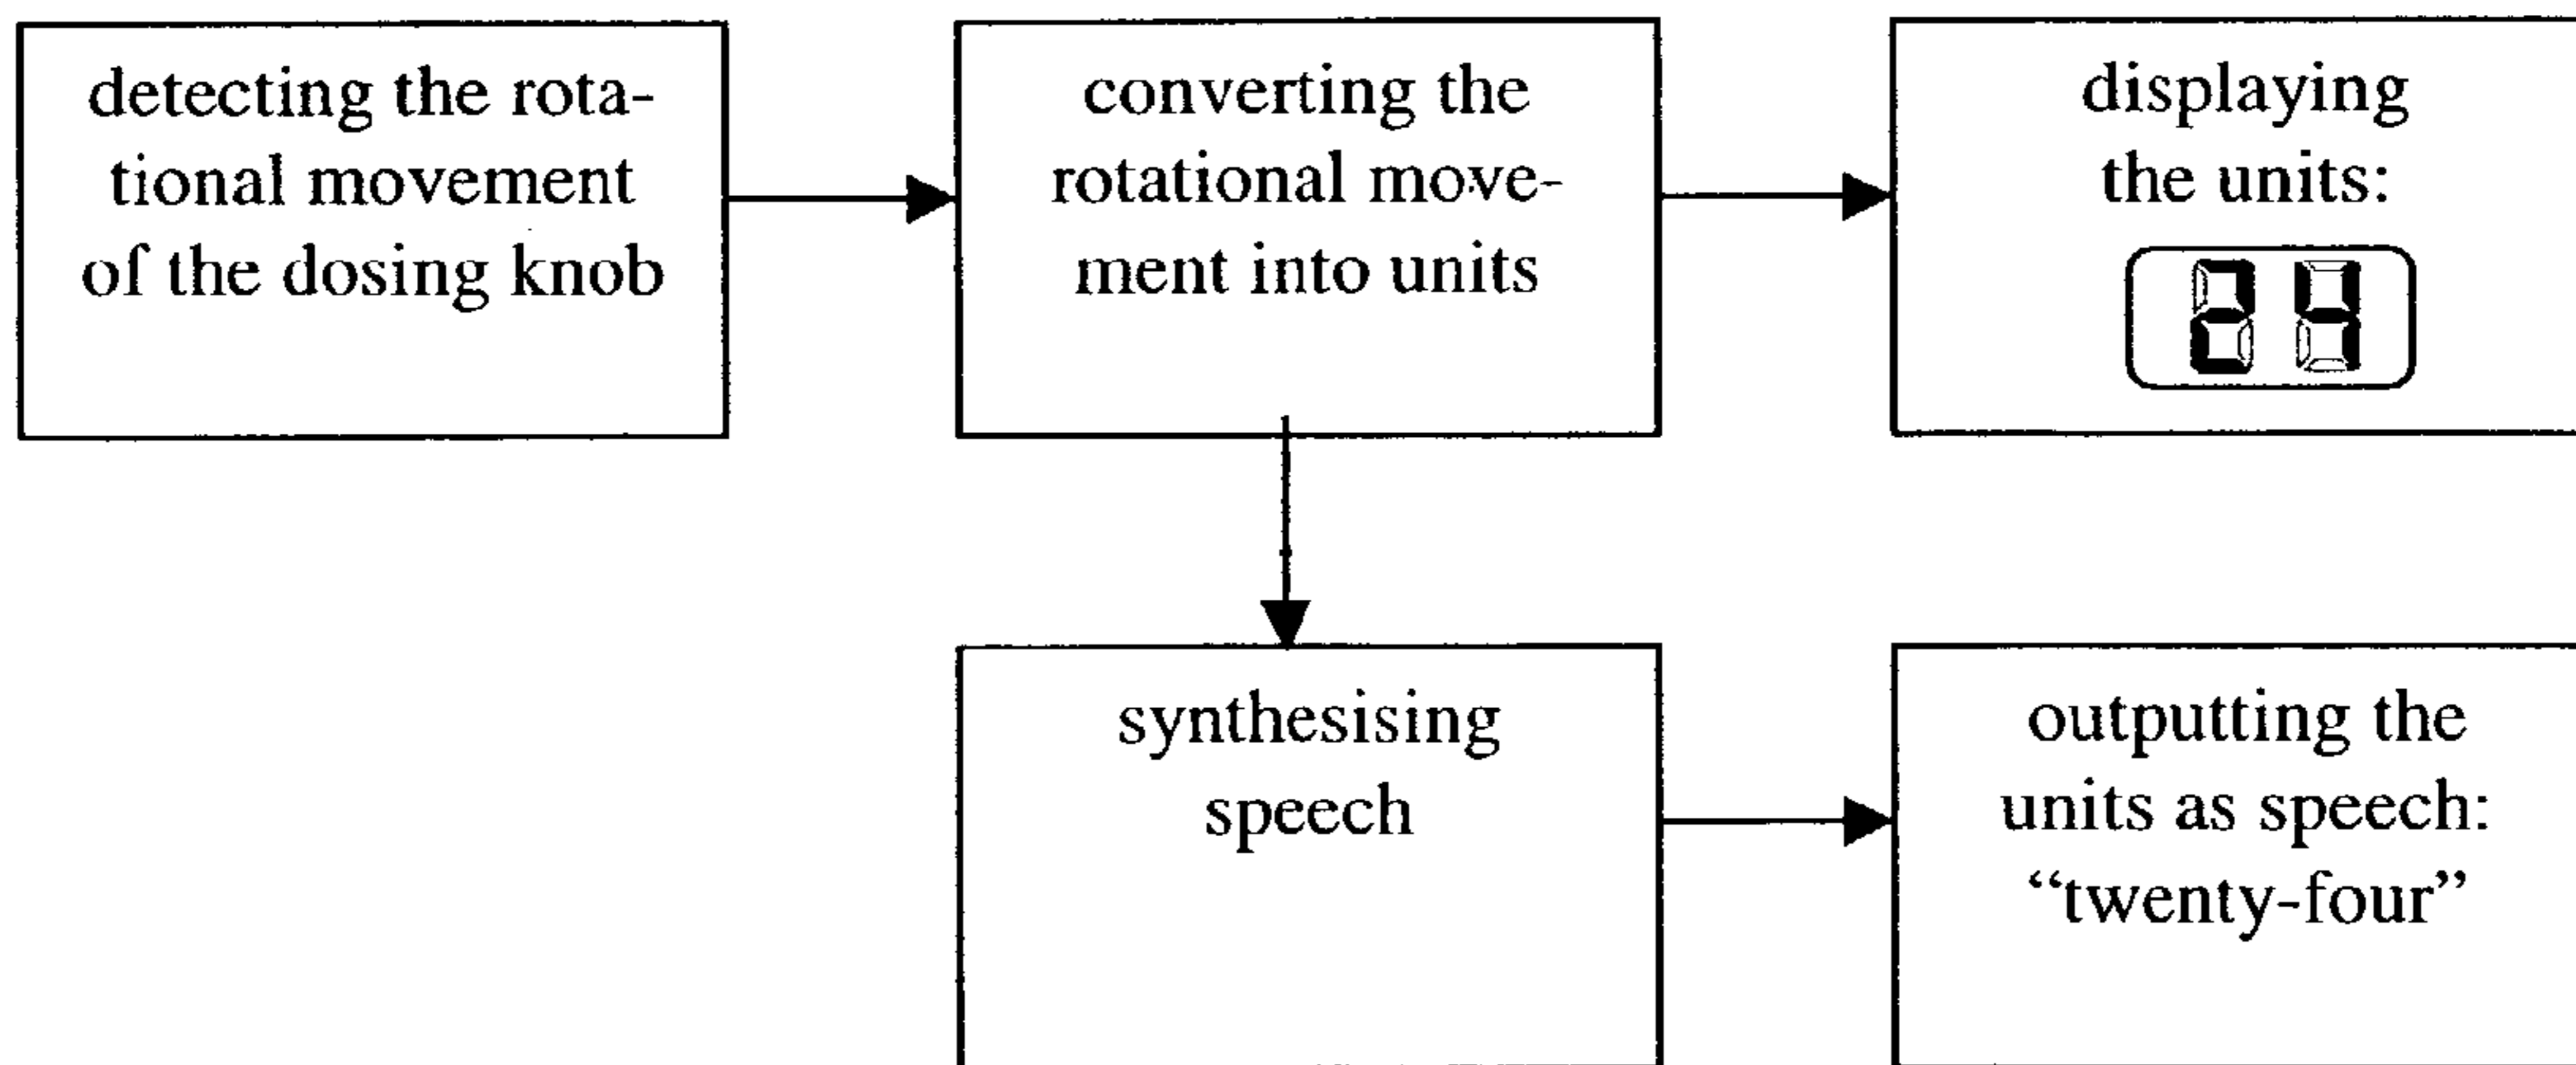 detecting the rota-
tional movement
of the dosing knob
converting the
rotational move-
ment into units
displaying
the units:
24
synthesising
speech
outputting the
units as speech:
“twenty-four”